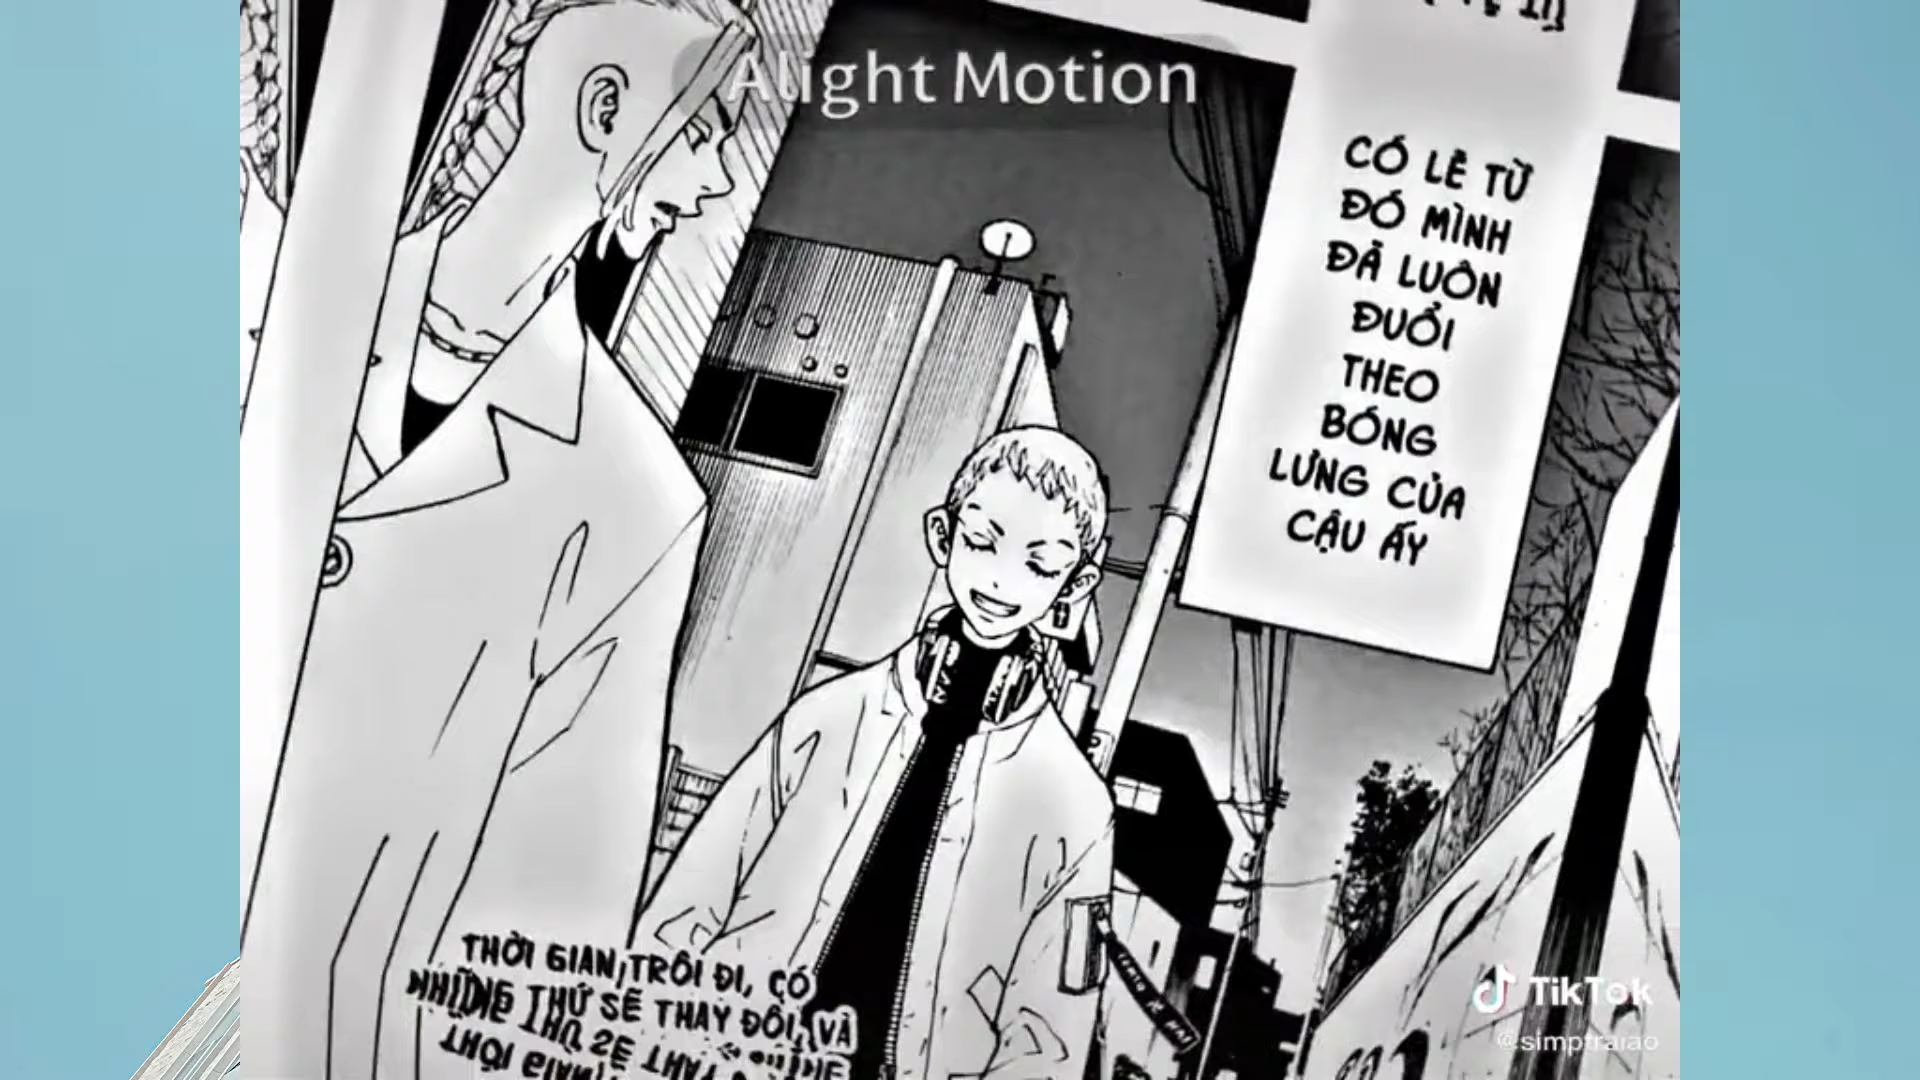 Alight Motion
CÓ LẼ TỪ
ĐÓ MÌNH
ĐÃ LUÔN
ĐUỔI
THEO
BÓNG
LƯNG CỦA
CẬU ẤY
THỜI GIAN TRÔI ĐI, CÓ
NHỮNG THỨ SẼ THAY ĐỔI, VÀ
TikTok
@simptraiao